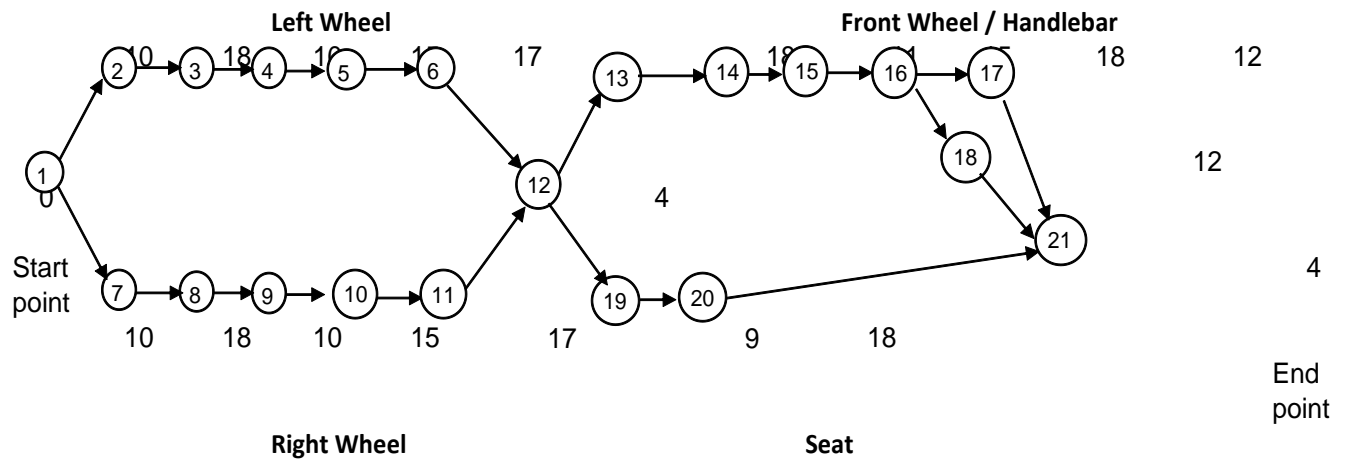 Left Wheel Front Wheel / Handlebar
10 18 17 18 18 12
2 3 4 5 6 13 14 15 16 17
18 12
1 12 4
0
21
Start point 4
7 8 9 10 11 19 20
10 18 10 15 17 9 18
End point
Right Wheel Seat